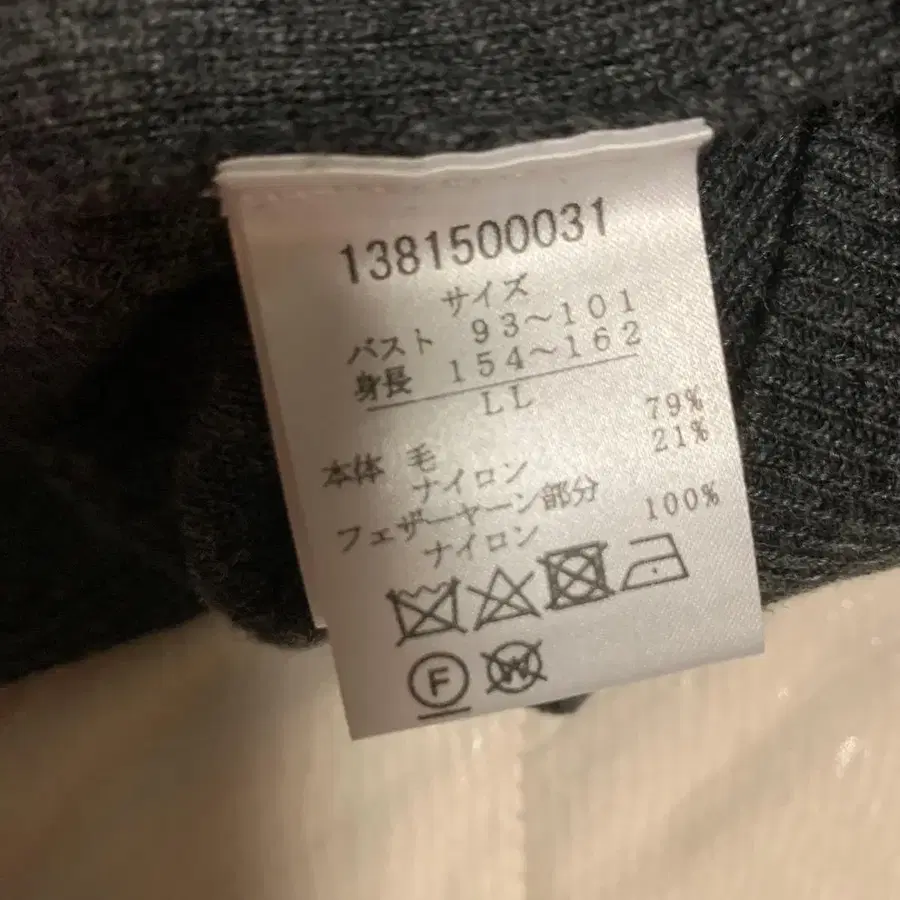 1381500031
サイズ
バスト 93～101
身長 154～162
LL
本体 毛 79%
ナイロン 21%
フェザーヤーン部分
ナイロン 100%
F W